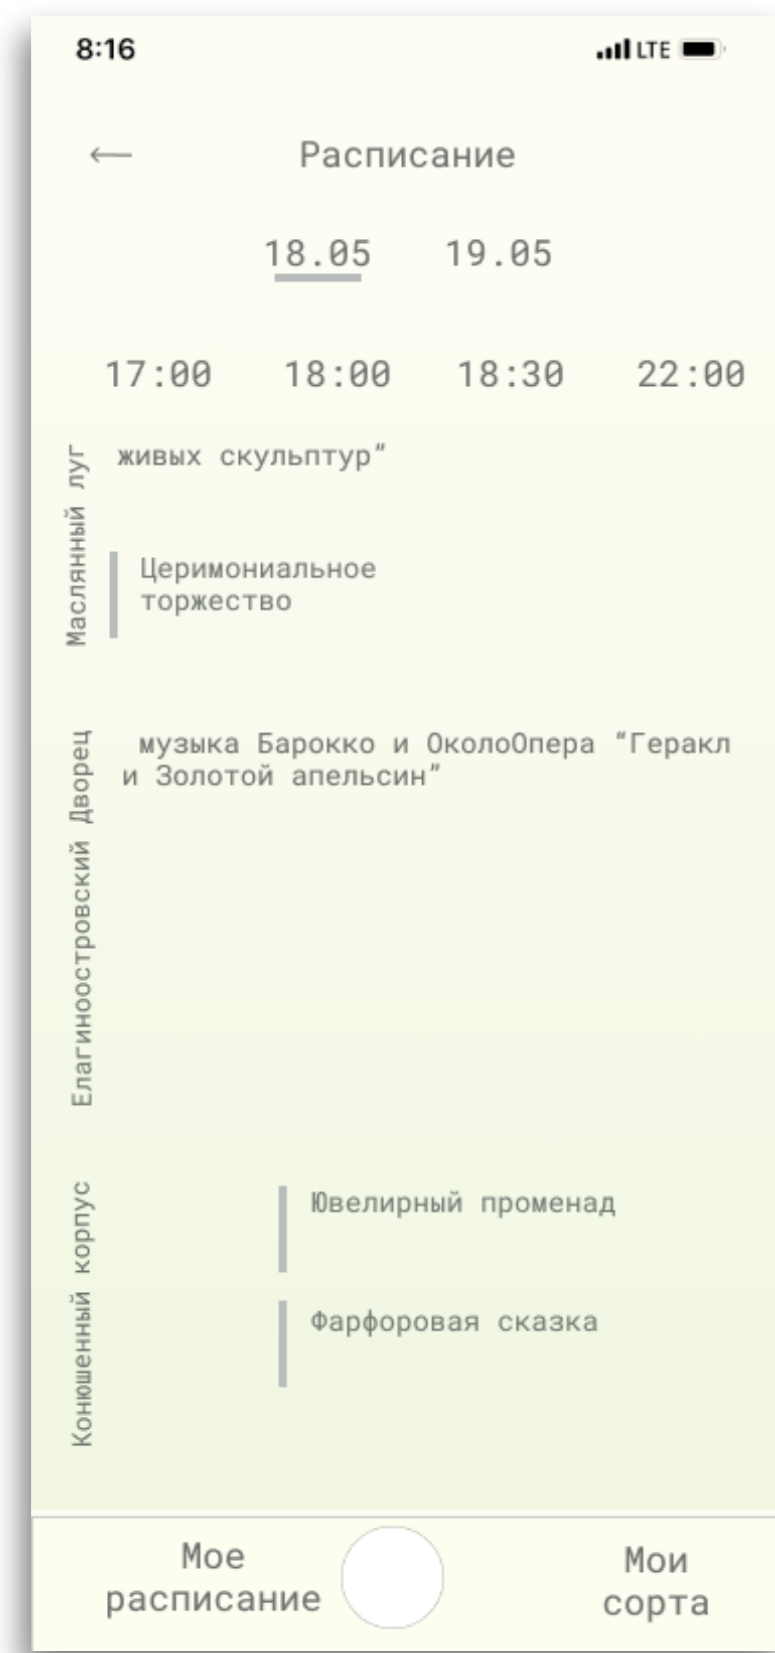 8:16
LTE
Расписание
18.05 19.05
17:00 18:00 18:30 22:00
Маслянный луг
живых скульптур”
Церимониальное
торжество
Елагиноостровский Дворец
музыка Барокко и ОколоОпера “Геракл
и Золотой апельсин”
Конюшенный корпус
Ювелирный променад
Фарфоровая сказка
Мое
расписание
Мои
сорта